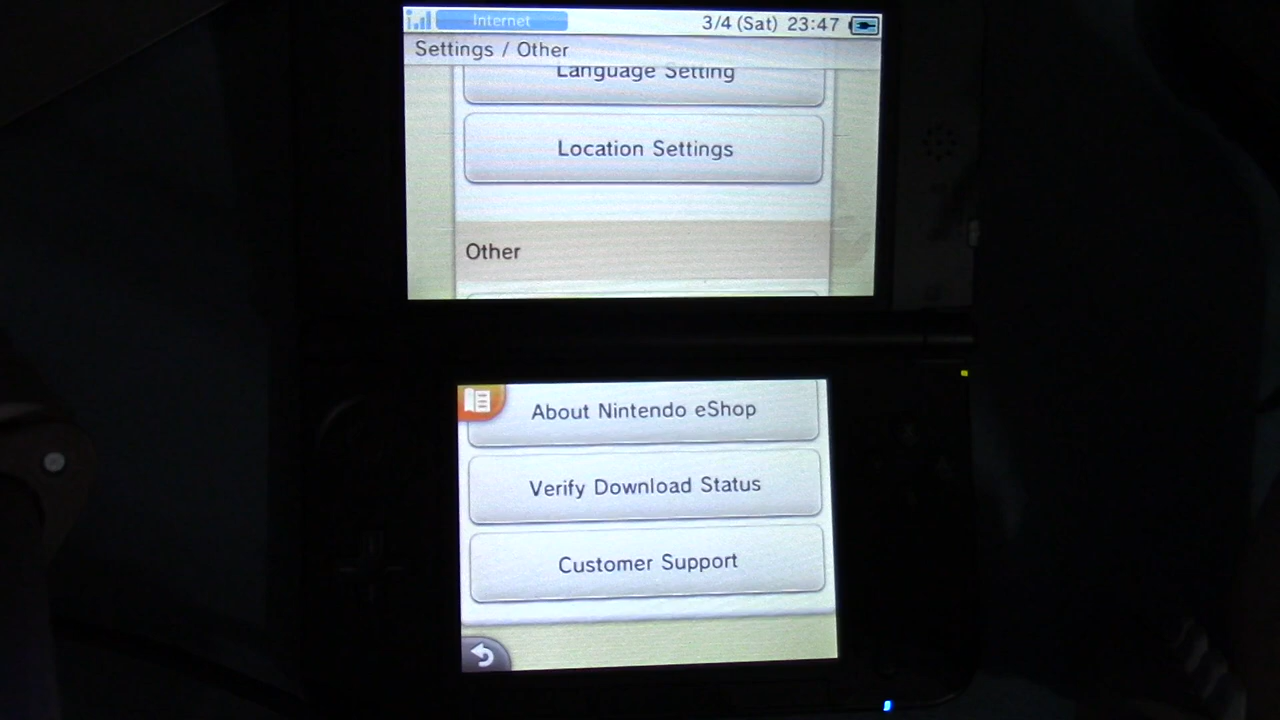 Internet 3/4 (Sat) 23:47
Settings / Other
Language Setting
Location Settings
Other
About Nintendo eShop
Verify Download Status
Customer Support